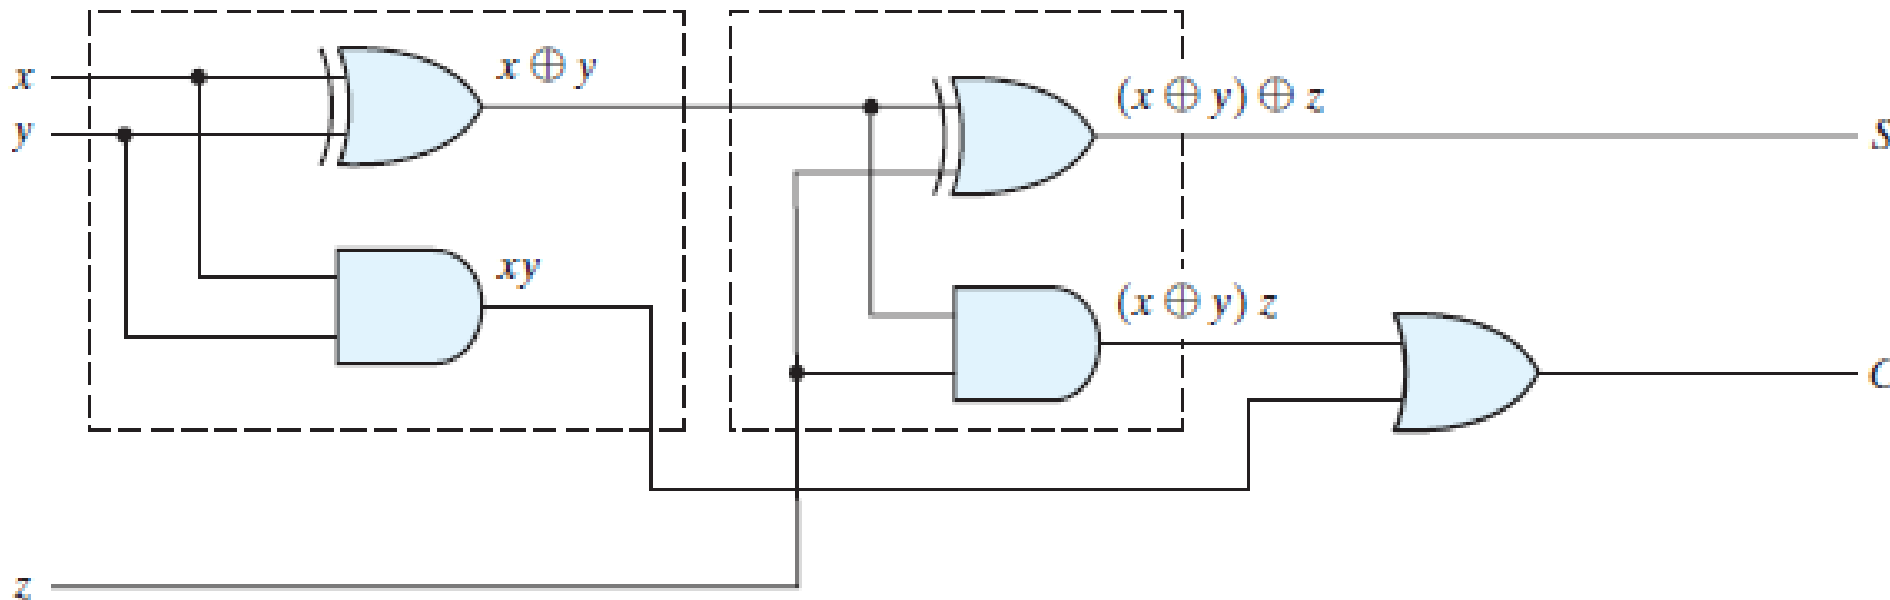 x
x ⊕ y
(x ⊕ y) ⊕ z
y
S
xy
(x ⊕ y) z
C
z